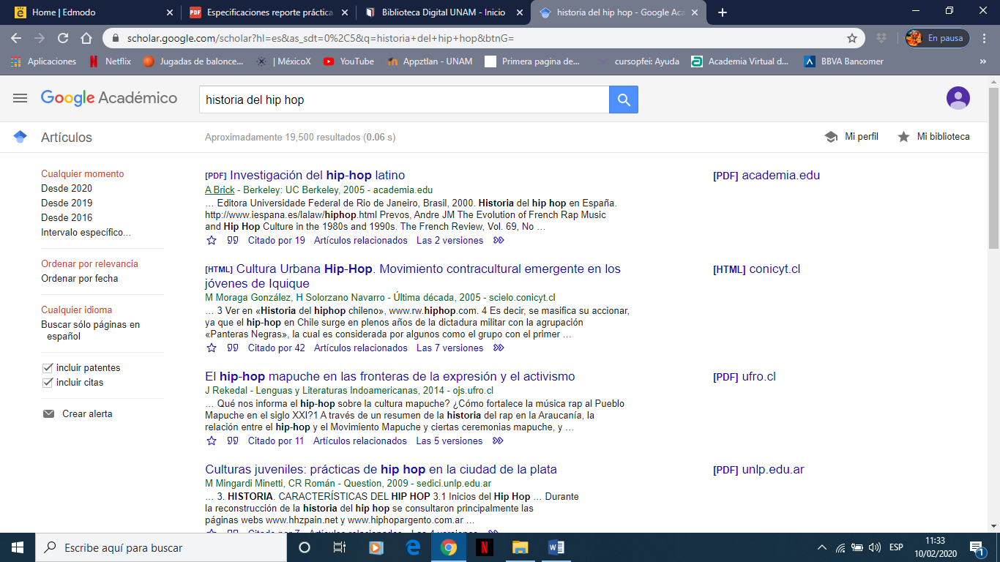 Home | Edmodo
Especificaciones reporte práctica
Biblioteca Digital UNAM - Inicio
historia del hip hop - Google Aca
scholar.google.com/scholar?hl=es&as_sdt=0%2C5&q=historia+del+hip+hop&btnG=
En pausa
Aplicaciones
Netflix
Jugadas de balonce...
| MéxicoX
YouTube
Appztlan - UNAM
Primera pagina de...
cursopfei: Ayuda
Academia Virtual d...
BBVA Bancomer
Google Académico
historia del hip hop
Artículos
Aproximadamente 19,500 resultados (0.06 s)
Mi perfil
Mi biblioteca
Cualquier momento
Desde 2020
Desde 2019
Desde 2016
Intervalo específico...
Ordenar por relevancia
Ordenar por fecha
Cualquier idioma
Buscar sólo páginas en
español
incluir patentes
incluir citas
Crear alerta
[PDF] Investigación del hip-hop latino
A Brick - Berkeley: UC Berkeley, 2005 - academia.edu
… Editora Universidade Federal de Rio de Janeiro, Brasil, 2000. Historia del hip hop en España.
http://www.iespana.es/lalaw/hiphop.html Prevos, Andre JM The Evolution of French Rap Music
and Hip Hop Culture in the 1980s and 1990s. The French Review, Vol. 69, No …
Citado por 19 Artículos relacionados Las 2 versiones
[PDF] academia.edu
[HTML] Cultura Urbana Hip-Hop. Movimiento contracultural emergente en los
jóvenes de Iquique
M Moraga González, H Solorzano Navarro - Última década, 2005 - scielo.conicyt.cl
… 3 Ver en «Historia del hiphop chileno», www.rw.hiphop.com. 4 Es decir, se masifica su accionar,
ya que el hip-hop en Chile surge en plenos años de la dictadura militar con la agrupación
«Panteras Negras», la cual es considerada por algunos como el grupo con el primer …
Citado por 42 Artículos relacionados Las 7 versiones
[HTML] conicyt.cl
El hip-hop mapuche en las fronteras de la expresión y el activismo
J Rekedal - Lenguas y Literaturas Indoamericanas, 2014 - ojs.ufro.cl
… Qué nos informa el hip-hop sobre la cultura mapuche? ¿Cómo fortalece la música rap al Pueblo
Mapuche en el siglo XXI?1 A través de un resumen de la historia del rap en la Araucanía, la
relación entre el hip-hop y el Movimiento Mapuche y ciertas ceremonias mapuche, y …
Citado por 11 Artículos relacionados Las 5 versiones
[PDF] ufro.cl
Culturas juveniles: prácticas de hip hop en la ciudad de la plata
M Mingardi Minetti, CR Román - Question, 2009 - sedici.unlp.edu.ar
… 3. HISTORIA. CARACTERÍSTICAS DEL HIP HOP 3.1 Inicios del Hip Hop … Durante
la reconstrucción de la historia del hip hop se consultaron principalmente las
páginas webs www.hhzpain.net y www.hiphopargento.com.ar …
Citado por 7 Artículos relacionados Las 4 versiones
[PDF] unlp.edu.ar
Escribe aquí para buscar
ESP
11:33
10/02/2020
1